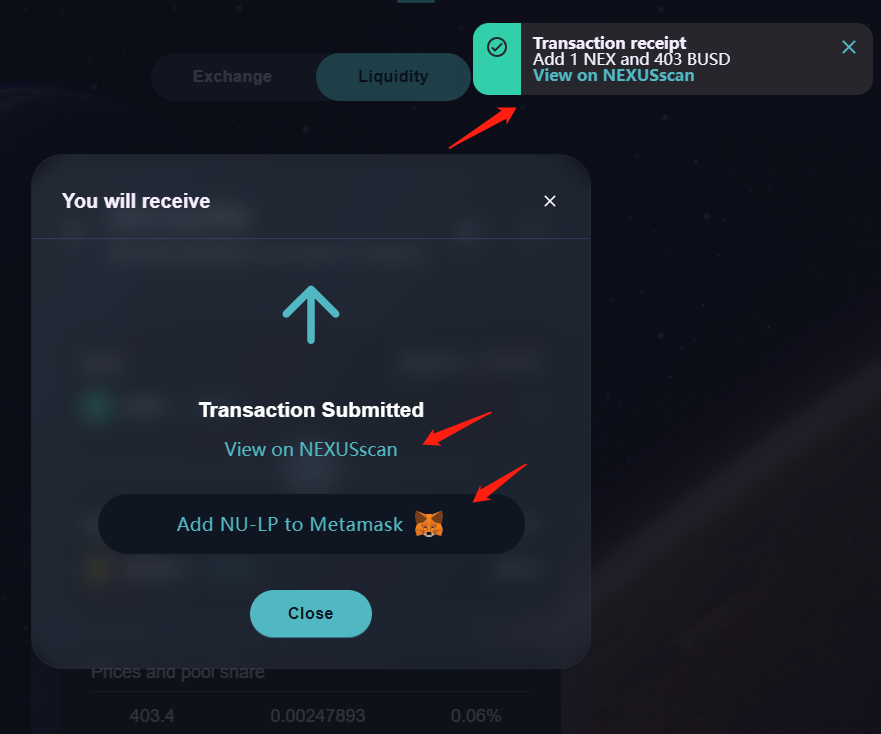 Transaction receipt
Add 1 NEX and 403 BUSD
View on NEXUSscan
Exchange
Liquidity
You will receive
Transaction Submitted
View on NEXUSscan
Add NU-LP to Metamask
Close
Prices and pool share
403.4
0.00247893
0.06%